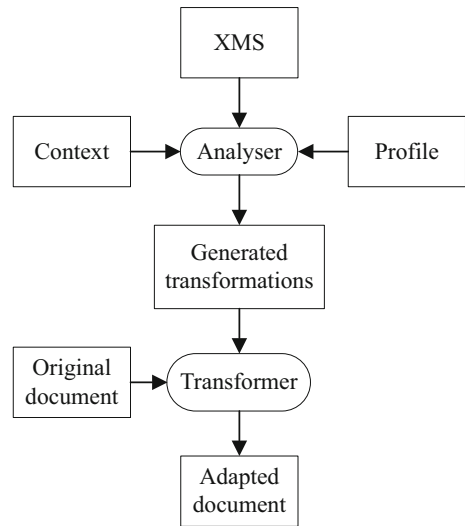 XMS
Context
Analyser
Profile
Generated
transformations
Original
document
Transformer
Adapted
document